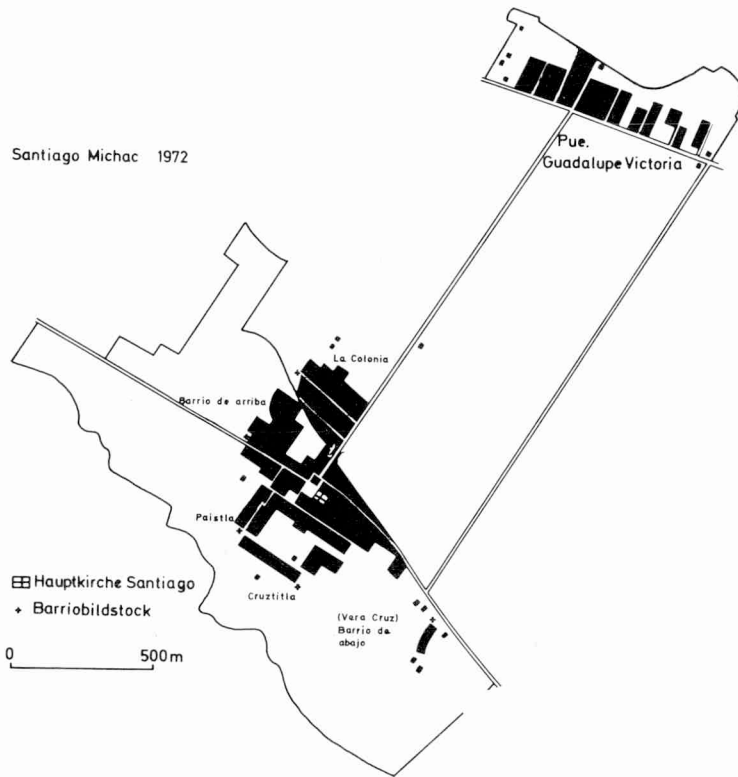 Santiago Michac 1972
Pue.
Guadalupe Victoria
La Colonia
Barrio de arriba
Paistla
Cruztitla
(Vera Cruz)
Barrio de
abajo
Hauptkirche Santiago
Barriobildstock
0 500 m